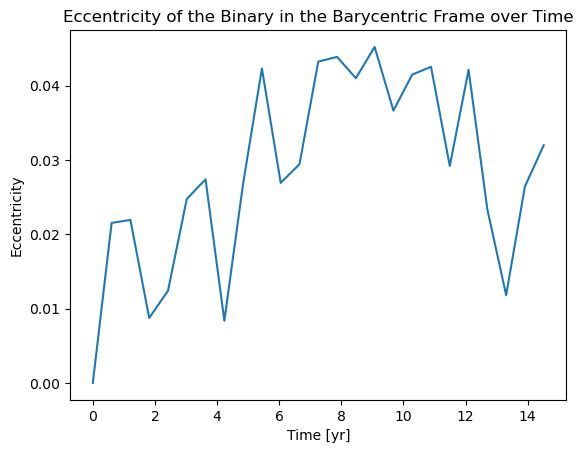 Eccentricity of the Binary in the Barycentric Frame over Time
0.04
0.03
0.02
0.01
0.00
Eccentricity
0 2 4 6 8 10 12 14
Time [yr]